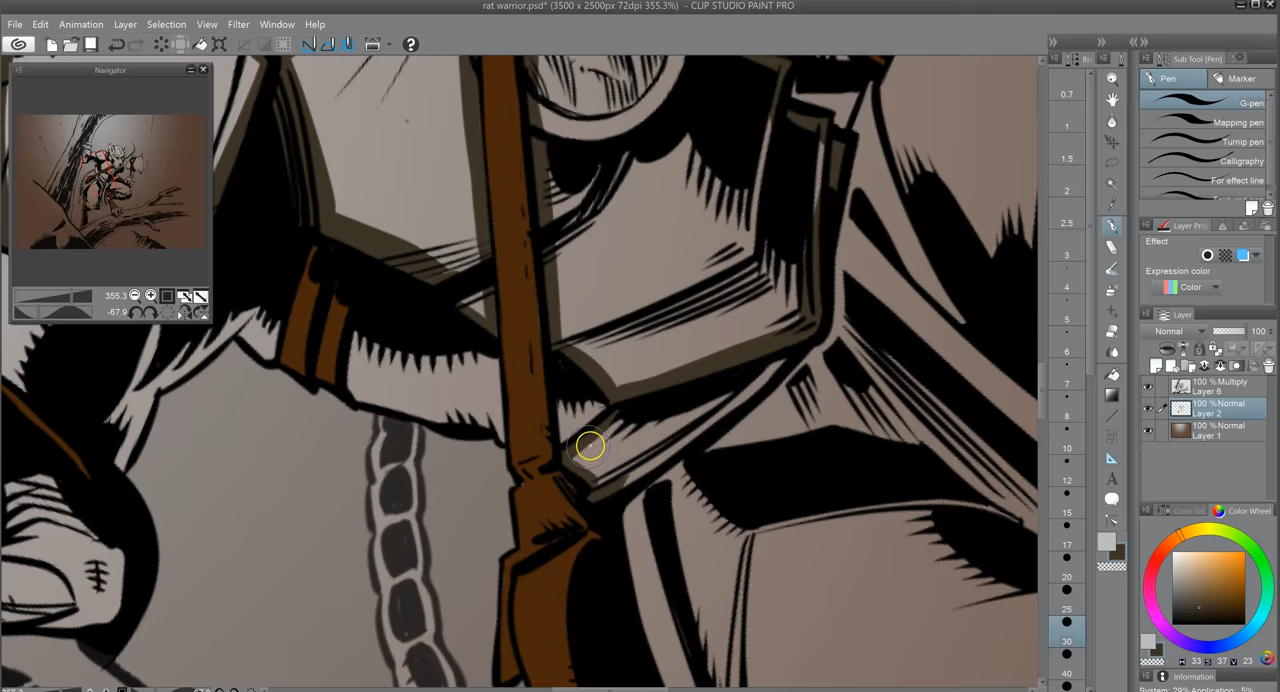 rat warrior.psd* (3500 x 2500px 72dpi 355.3%) - CLIP STUDIO PAINT PRO
File Edit Animation Layer Selection View Filter Window Help
Navigator
355.3
-67.9
0.7
1
1.5
2
2.5
3
4
5
6
7
8
10
12
15
17
20
25
30
40
Sub Tool [Pen]
Pen Marker
G-pen
Mapping pen
Turnip pen
Calligraphy
For effect line
Layer Pro
Effect
Expression color
Color
Layer
Normal 100
100 % Multiply
Layer 6
100 % Normal
Layer 2
100 % Normal
Layer 1
Color Set Color Wheel
H 33 S 37 V 23
Information